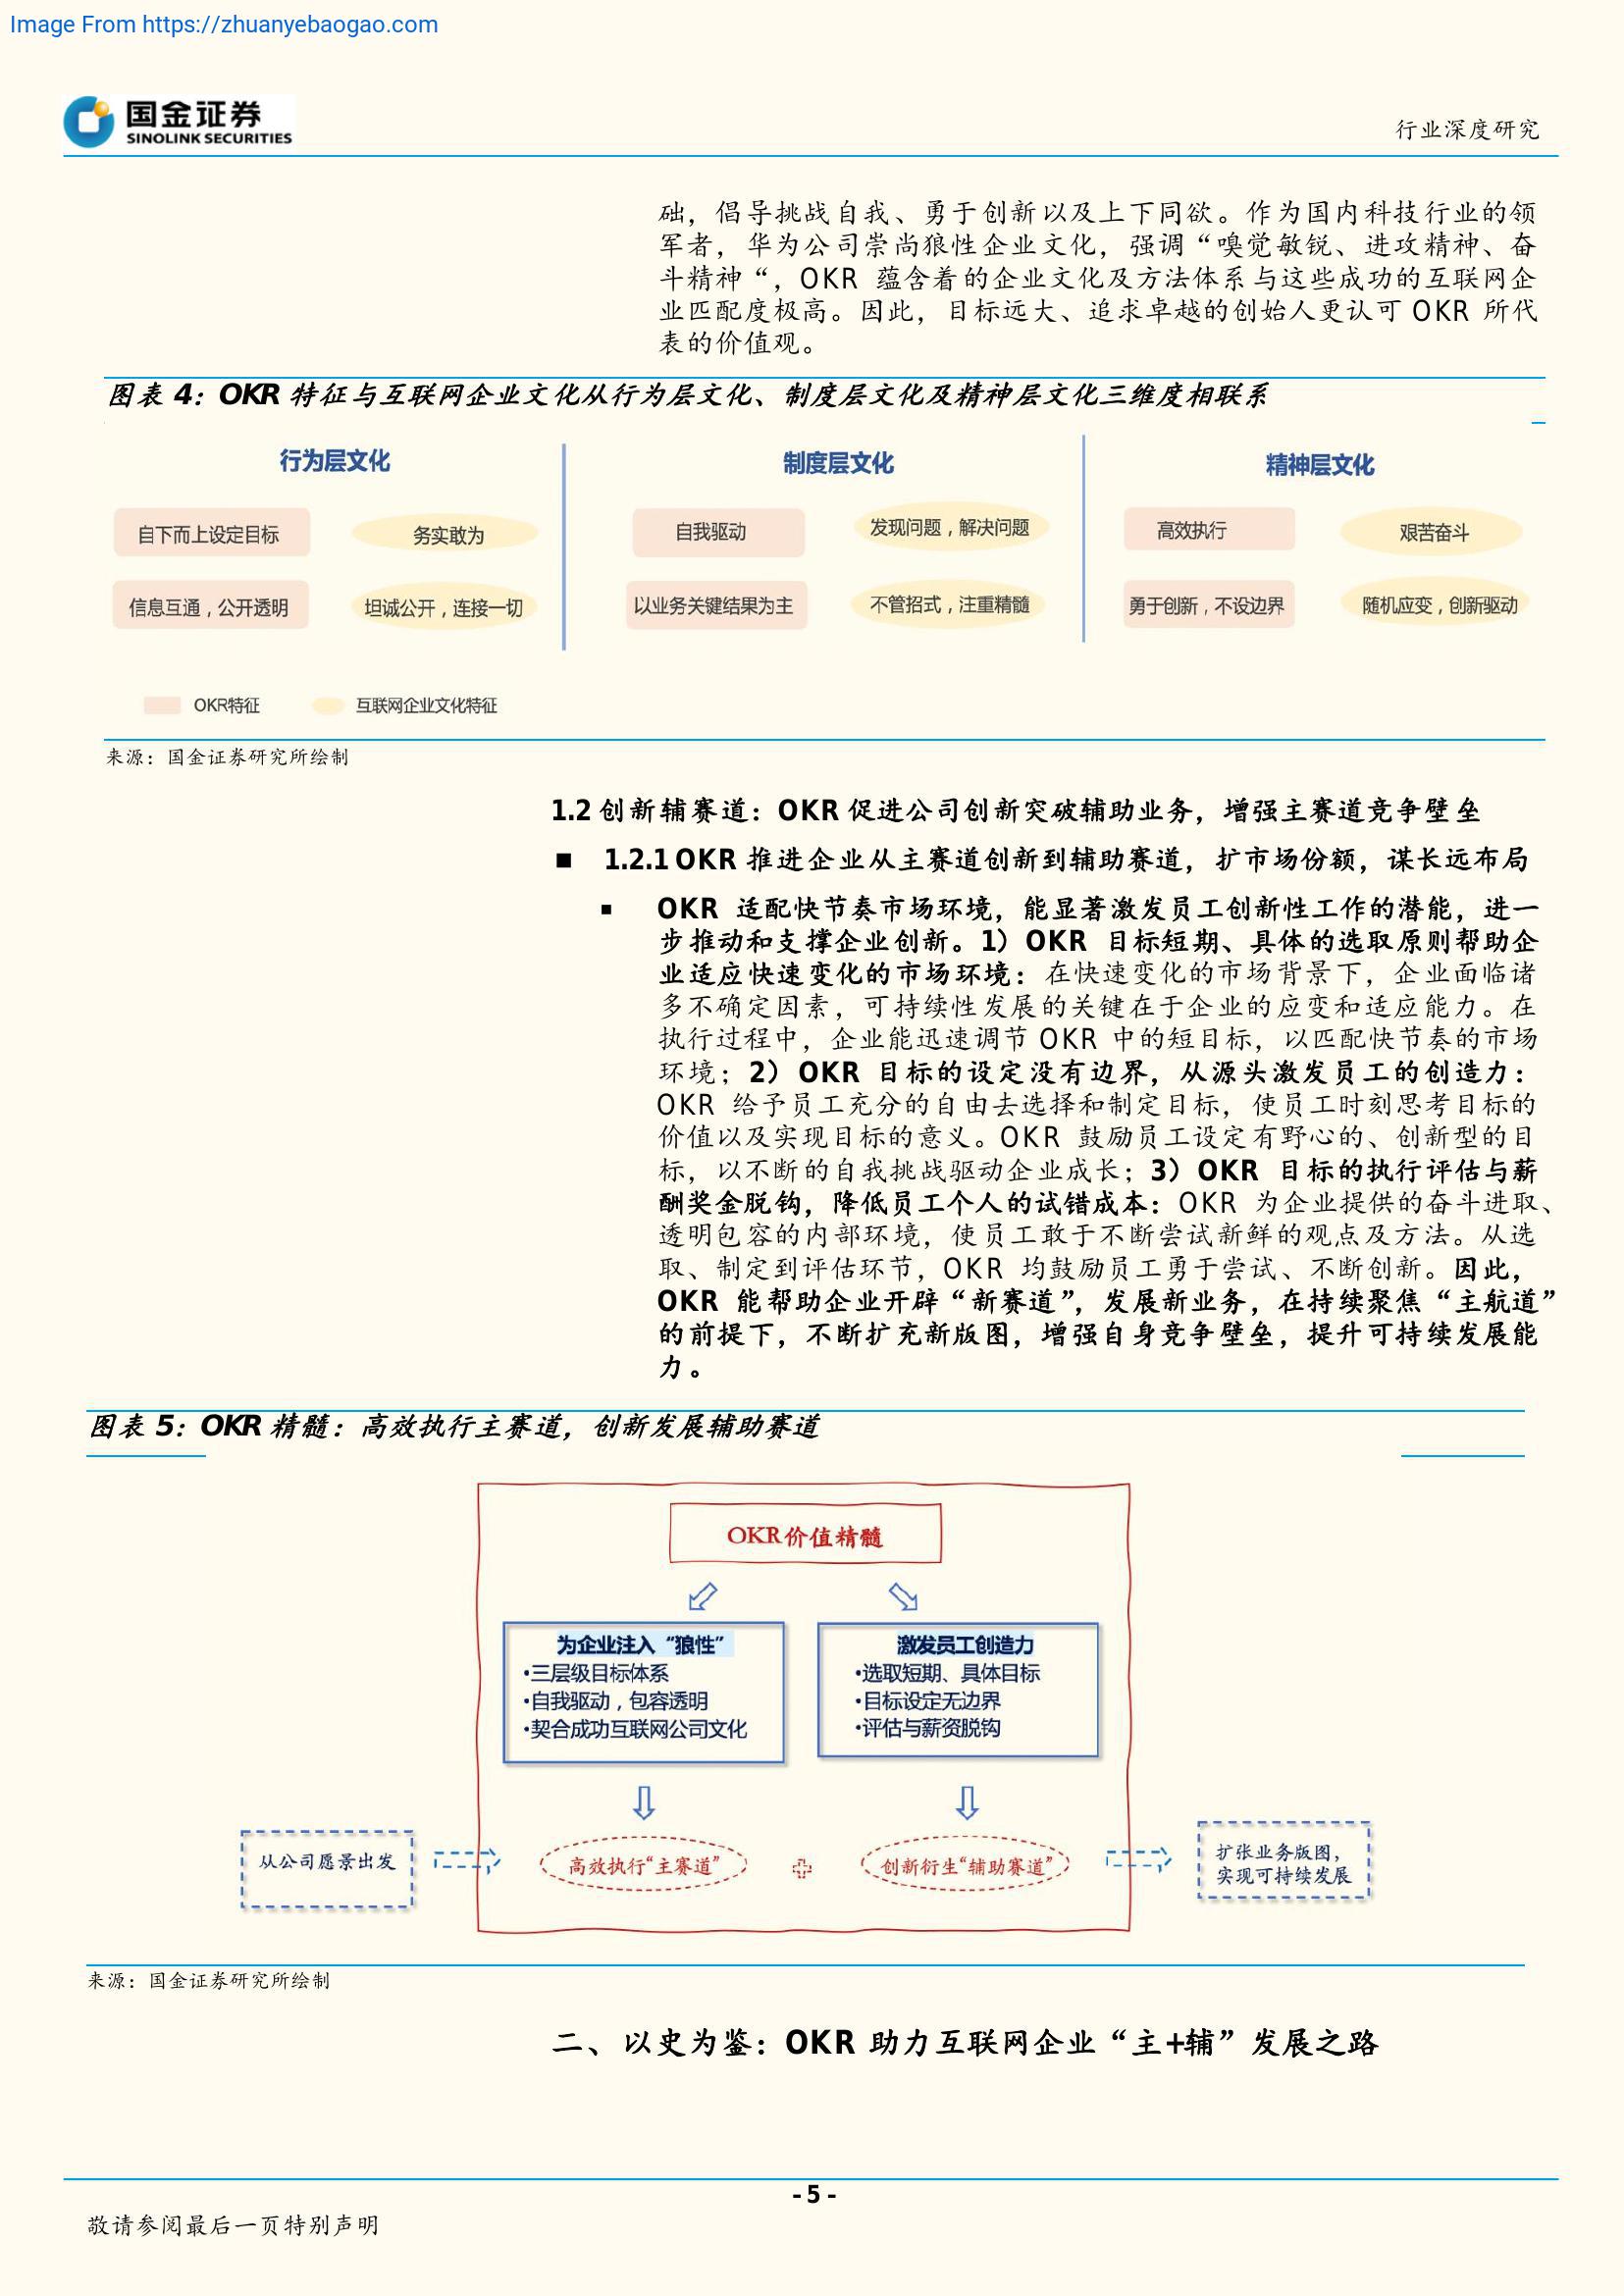 Image From https://zhuanyebaogao.com
国金证券
SINOLINK SECURITIES
行业深度研究
础，倡导挑战自我、勇于创新以及上下同欲。作为国内科技行业的领
军者，华为公司崇尚狼性企业文化，强调“嗅觉敏锐、进攻精神、奋
斗精神“，OKR 蕴含着的企业文化及方法体系与这些成功的互联网企
业匹配度极高。因此，目标远大、追求卓越的创始人更认可 OKR 所代
表的价值观。
图表 4：OKR 特征与互联网企业文化从行为层文化、制度层文化及精神层文化三维度相联系
行为层文化
制度层文化
精神层文化
自下而上设定目标
务实敢为
自我驱动
发现问题，解决问题
高效执行
艰苦奋斗
信息互通，公开透明
坦诚公开，连接一切
以业务关键结果为主
不管招式，注重精髓
勇于创新，不设边界
随机应变，创新驱动
OKR特征
互联网企业文化特征
来源：国金证券研究所绘制
1.2 创新辅赛道：OKR 促进公司创新突破辅助业务，增强主赛道竞争壁垒
■ 1.2.1 OKR 推进企业从主赛道创新到辅助赛道，扩市场份额，谋长远布局
▪ OKR 适配快节奏市场环境，能显著激发员工创新性工作的潜能，进一
步推动和支撑企业创新。1）OKR 目标短期、具体的选取原则帮助企
业适应快速变化的市场环境：在快速变化的市场背景下，企业面临诸
多不确定因素，可持续性发展的关键在于企业的应变和适应能力。在
执行过程中，企业能迅速调节 OKR 中的短目标，以匹配快节奏的市场
环境；2）OKR 目标的设定没有边界，从源头激发员工的创造力：
OKR 给予员工充分的自由去选择和制定目标，使员工时刻思考目标的
价值以及实现目标的意义。OKR 鼓励员工设定有野心的、创新型的目
标，以不断的自我挑战驱动企业成长；3）OKR 目标的执行评估与薪
酬奖金脱钩，降低员工个人的试错成本：OKR 为企业提供的奋斗进取、
透明包容的内部环境，使员工敢于不断尝试新鲜的观点及方法。从选
取、制定到评估环节，OKR 均鼓励员工勇于尝试、不断创新。因此，
OKR 能帮助企业开辟“新赛道”，发展新业务，在持续聚焦“主航道”
的前提下，不断扩充新版图，增强自身竞争壁垒，提升可持续发展能
力。
图表 5：OKR 精髓：高效执行主赛道，创新发展辅助赛道
OKR价值精髓
为企业注入“狼性”
•三层级目标体系
•自我驱动，包容透明
•契合成功互联网公司文化
激发员工创造力
•选取短期、具体目标
•目标设定无边界
•评估与薪资脱钩
从公司愿景出发
高效执行“主赛道”
创新衍生“辅助赛道”
扩张业务版图，
实现可持续发展
来源：国金证券研究所绘制
二、以史为鉴：OKR 助力互联网企业“主+辅”发展之路
- 5 -
敬请参阅最后一页特别声明